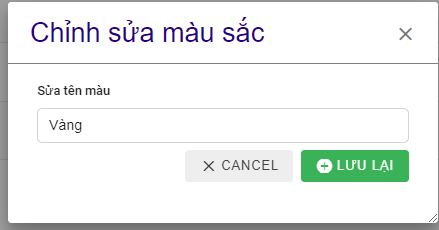 Chỉnh sửa màu sắc
Sửa tên màu
Vàng
CANCEL LƯU LẠI